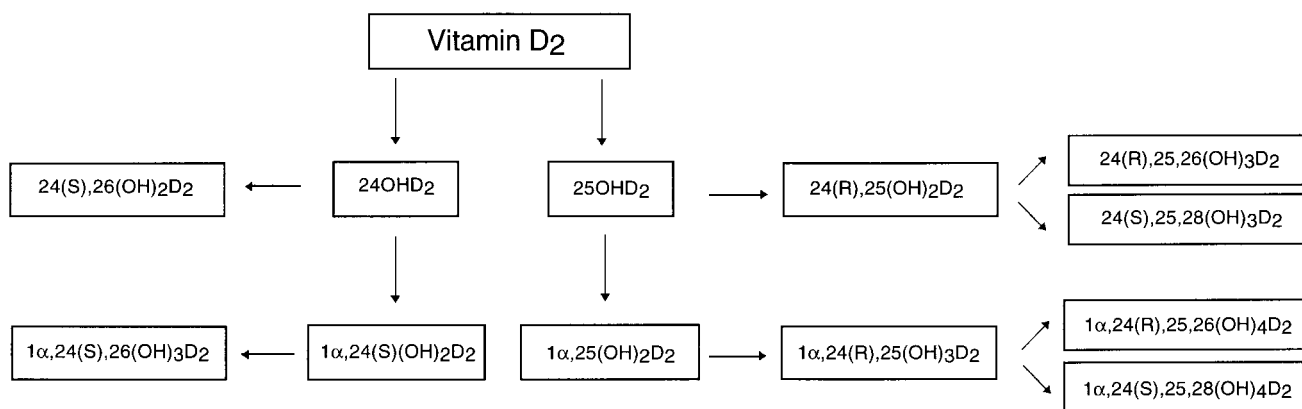 Vitamin D2
24(S),26(OH)2D2
24OHD2
25OHD2
24(R),25(OH)2D2
24(R),25,26(OH)3D2
24(S),25,28(OH)3D2
1α,24(S),26(OH)3D2
1α,24(S)(OH)2D2
1α,25(OH)2D2
1α,24(R),25(OH)3D2
1α,24(R),25,26(OH)4D2
1α,24(S),25,28(OH)4D2